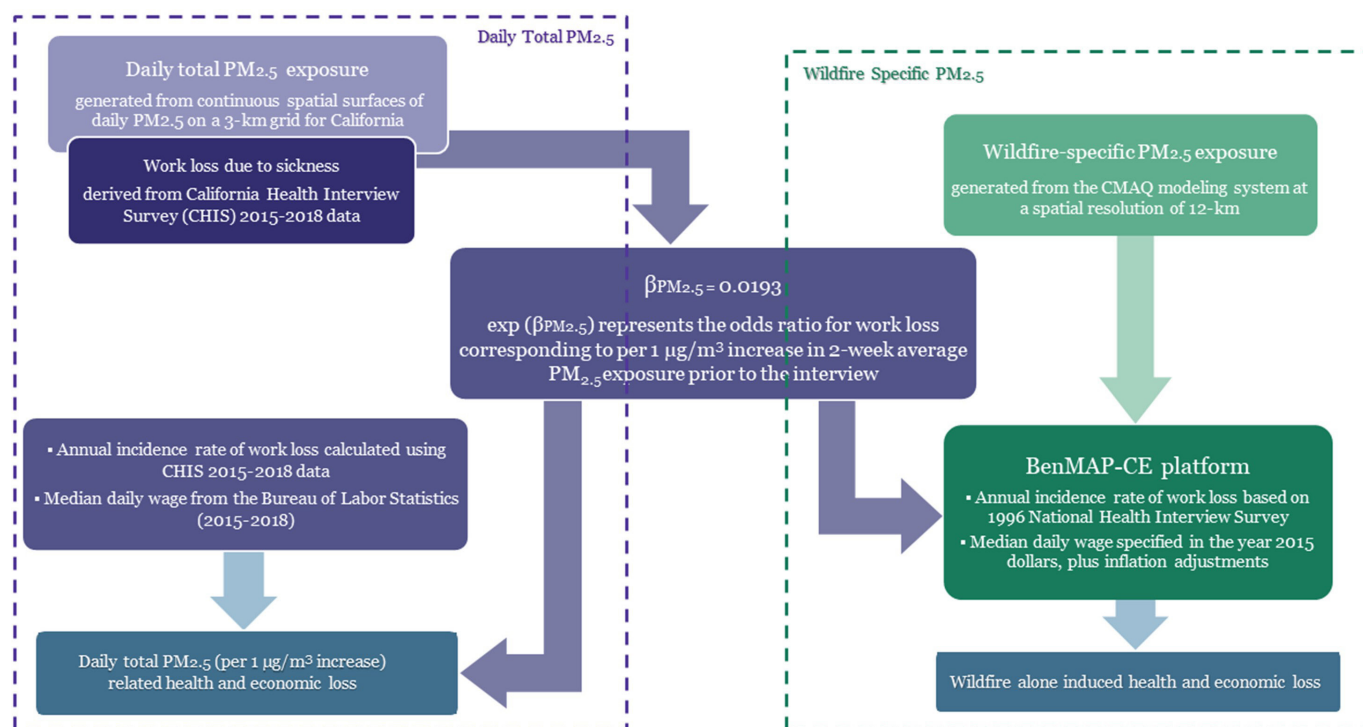 Daily Total PM2.5
Daily total PM2.5 exposure
generated from continuous spatial surfaces of
daily PM2.5 on a 3-km grid for California
Work loss due to sickness
derived from California Health Interview
Survey (CHIS) 2015-2018 data
Wildfire Specific PM2.5
Wildfire-specific PM2.5 exposure
generated from the CMAQ modeling system at
a spatial resolution of 12-km
βPM2.5 = 0.0193
exp (βPM2.5) represents the odds ratio for work loss
corresponding to per 1 µg/m³ increase in 2-week average
PM₂.₅ exposure prior to the interview
▪ Annual incidence rate of work loss calculated using
CHIS 2015-2018 data
▪ Median daily wage from the Bureau of Labor Statistics
(2015-2018)
BenMAP-CE platform
▪ Annual incidence rate of work loss based on
1996 National Health Interview Survey
▪ Median daily wage specified in the year 2015
dollars, plus inflation adjustments
Daily total PM2.5 (per 1 µg/m³ increase)
related health and economic loss
Wildfire alone induced health and economic loss